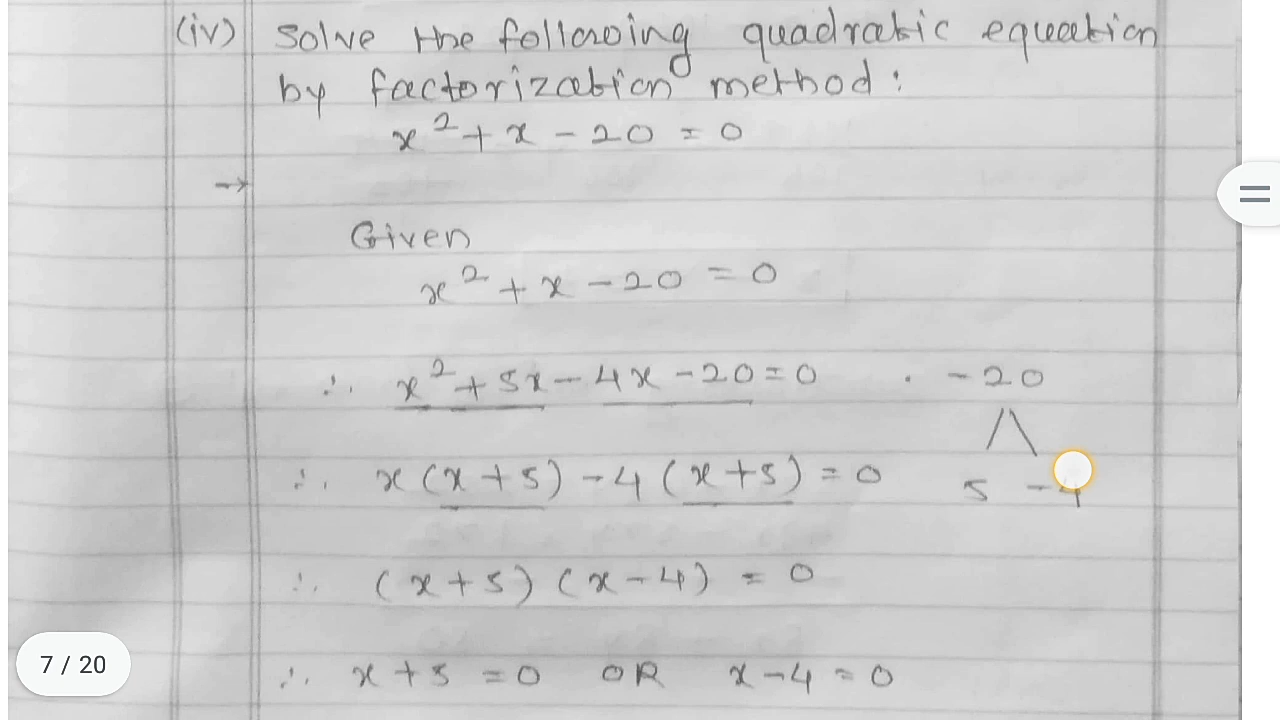 (iv) Solve the following quadratic equation
by factorization method :
x² + x - 20 = 0
→
Given
x² + x - 20 = 0
∴ x² + 5x - 4x - 20 = 0 . -20
∴ x (x + 5) - 4 (x + 5) = 0 5 -4
∴ (x + 5) (x - 4) = 0
∴ x + 5 = 0 OR x - 4 = 0
7 / 20